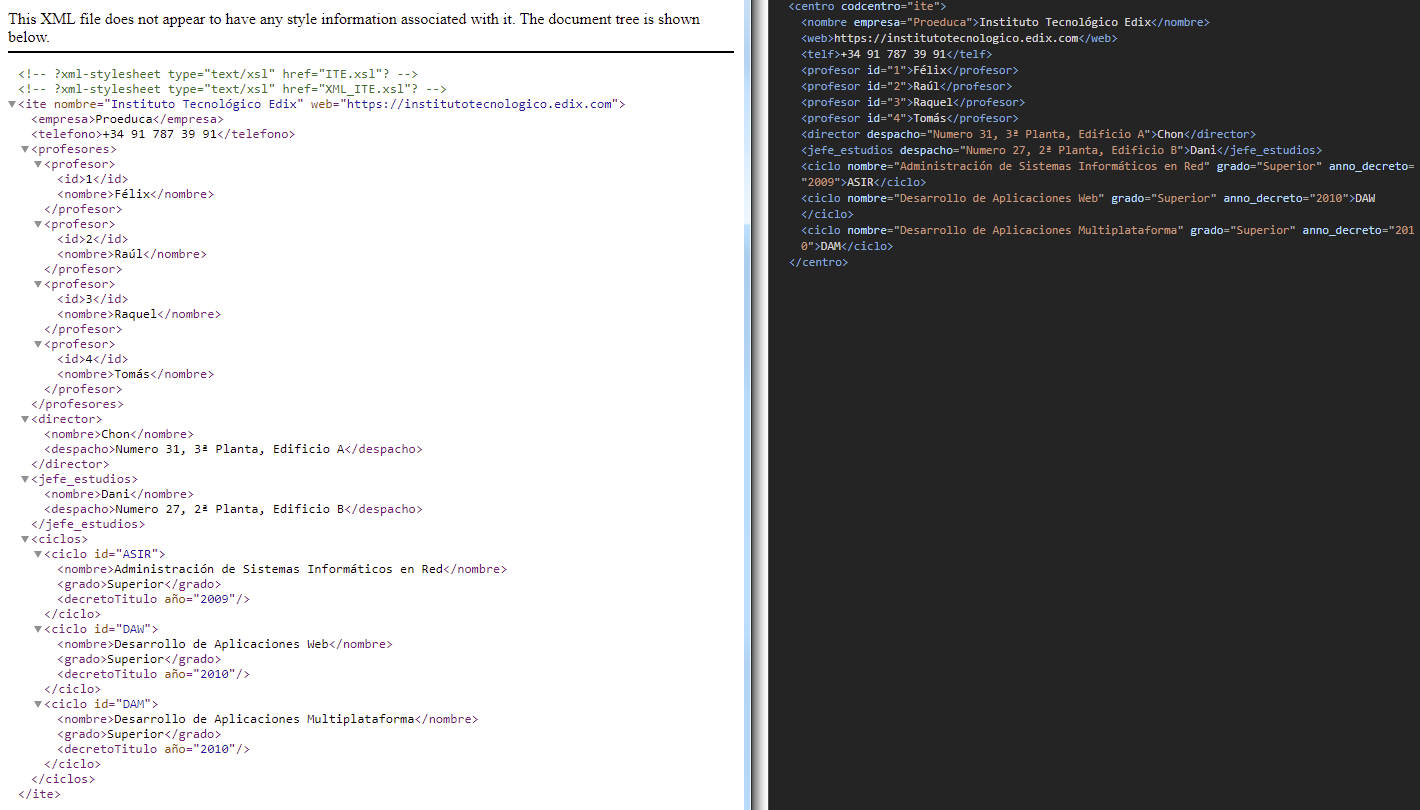 This XML file does not appear to have any style information associated with it. The document tree is shown
below.
<!-- ?xml-stylesheet type="text/xsl" href="ITE.xsl"? -->
<!-- ?xml-stylesheet type="text/xsl" href="XML_ITE.xsl"? -->
<ite nombre="Instituto Tecnológico Edix" web="https://institutotecnologico.edix.com">
<empresa>Proeduca</empresa>
<telefono>+34 91 787 39 91</telefono>
<profesores>
<profesor>
<id>1</id>
<nombre>Félix</nombre>
</profesor>
<profesor>
<id>2</id>
<nombre>Raúl</nombre>
</profesor>
<profesor>
<id>3</id>
<nombre>Raquel</nombre>
</profesor>
<profesor>
<id>4</id>
<nombre>Tomás</nombre>
</profesor>
</profesores>
<director>
<nombre>Chon</nombre>
<despacho>Numero 31, 3ª Planta, Edificio A</despacho>
</director>
<jefe_estudios>
<nombre>Dani</nombre>
<despacho>Numero 27, 2ª Planta, Edificio B</despacho>
</jefe_estudios>
<ciclos>
<ciclo id="ASIR">
<nombre>Administración de Sistemas Informáticos en Red</nombre>
<grado>Superior</grado>
<decretoTitulo año="2009"/>
</ciclo>
<ciclo id="DAW">
<nombre>Desarrollo de Aplicaciones Web</nombre>
<grado>Superior</grado>
<decretoTitulo año="2010"/>
</ciclo>
<ciclo id="DAM">
<nombre>Desarrollo de Aplicaciones Multiplataforma</nombre>
<grado>Superior</grado>
<decretoTitulo año="2010"/>
</ciclo>
</ciclos>
</ite>
<centro codcentro="ite">
<nombre empresa="Proeduca">Instituto Tecnológico Edix</nombre>
<web>https://institutotecnologico.edix.com</web>
<telf>+34 91 787 39 91</telf>
<profesor id="1">Félix</profesor>
<profesor id="2">Raúl</profesor>
<profesor id="3">Raquel</profesor>
<profesor id="4">Tomás</profesor>
<director despacho="Numero 31, 3ª Planta, Edificio A">Chon</director>
<jefe_estudios despacho="Numero 27, 2ª Planta, Edificio B">Dani</jefe_estudios>
<ciclo nombre="Administración de Sistemas Informáticos en Red" grado="Superior" anno_decreto=
"2009">ASIR</ciclo>
<ciclo nombre="Desarrollo de Aplicaciones Web" grado="Superior" anno_decreto="2010">DAW
</ciclo>
<ciclo nombre="Desarrollo de Aplicaciones Multiplataforma" grado="Superior" anno_decreto="201
0">DAM</ciclo>
</centro>